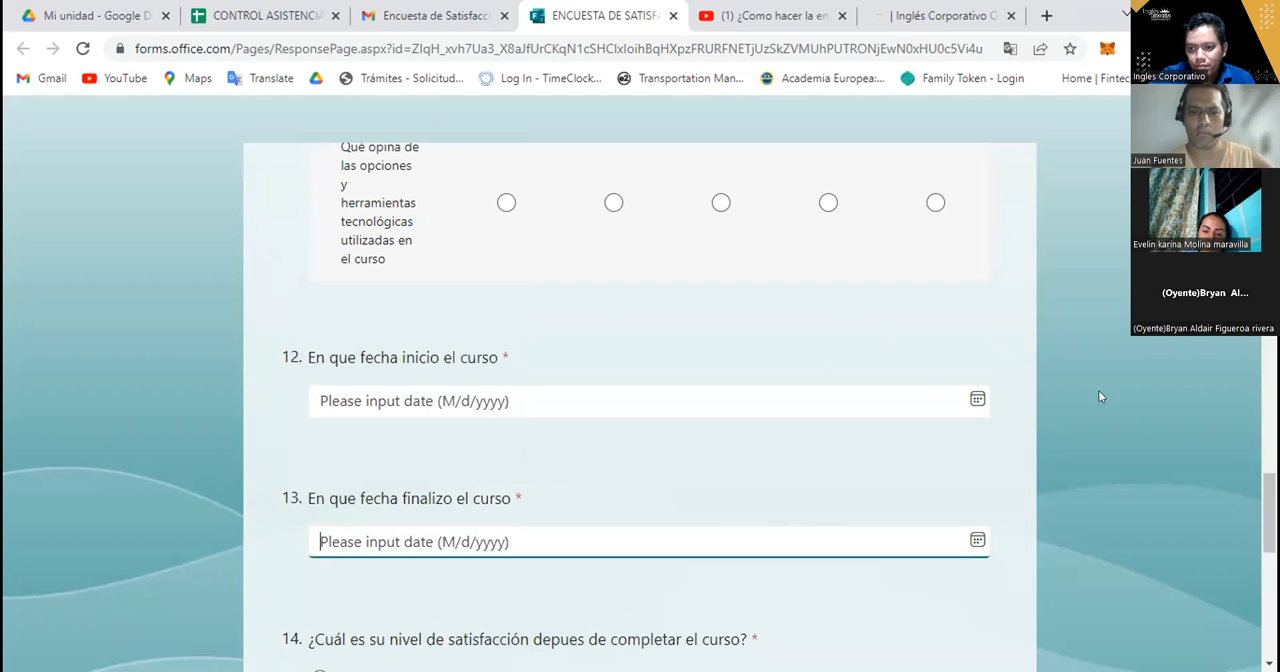 Mi unidad - Google D
CONTROL ASISTENCIA
Encuesta de Satisfacc
ENCUESTA DE SATISF
(1) ¿Como hacer la en
| Inglés Corporativo C
forms.office.com/Pages/ResponsePage.aspx?id=ZIqH_xvh7Ua3_X8aJfUrCKqN1cSHClxIoihBqHXpzFRURFNETjUzSkZVMUhPUTRONjEwN0xHU0c5Vi4u
Gmail
YouTube
Maps
Translate
Trámites - Solicitud...
Log In - TimeClock...
Transportation Man...
Academia Europea:...
Family Token - Login
Home | Fintec
Ingles Corporativo
Juan Fuentes
Evelin karina Molina maravilla
(Oyente)Bryan Al...
(Oyente)Bryan Aldair Figueroa rivera
Qué opina de
las opciones
y
herramientas
tecnológicas
utilizadas en
el curso
12. En que fecha inicio el curso *
Please input date (M/d/yyyy)
13. En que fecha finalizo el curso *
Please input date (M/d/yyyy)
14. ¿Cuál es su nivel de satisfacción depues de completar el curso? *